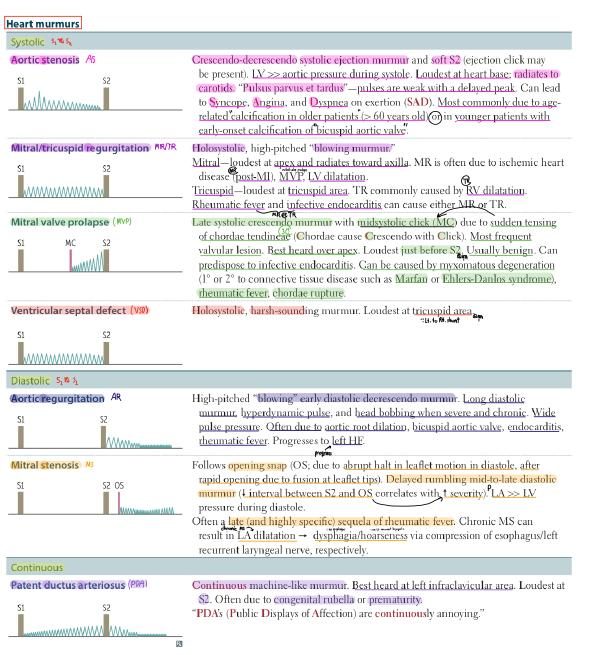 Heart murmurs
Systolic S₁ → S₂
Aortic stenosis AS
S1 S2
Crescendo-decrescendo systolic ejection murmur and soft S2 (ejection click may
be present). LV >> aortic pressure during systole. Loudest at heart base; radiates to
carotids. "Pulsus parvus et tardus"—pulses are weak with a delayed peak. Can lead
to Syncope, Angina, and Dyspnea on exertion (SAD). Most commonly due to age-
related calcification in older patients (> 60 years old) or in younger patients with
early-onset calcification of bicuspid aortic valve.
Mitral/tricuspid regurgitation MR/TR
S1 S2
Holosystolic, high-pitched "blowing murmur."
Mitral—loudest at apex and radiates toward axilla. MR is often due to ischemic heart
disease (post-MI), MVP, LV dilatation.
TR
Tricuspid—loudest at tricuspid area. TR commonly caused by RV dilatation.
Rheumatic fever and infective endocarditis can cause either MR or TR.
Mitral valve prolapse (MVP)
S1 MC S2
Late systolic crescendo murmur with midsystolic click (MC) due to sudden tensing
of chordae tendineae (Chordae cause Crescendo with Click). Most frequent
valvular lesion. Best heard over apex. Loudest just before S2. Usually benign. Can
predispose to infective endocarditis. Can be caused by myxomatous degeneration
(1° or 2° to connective tissue disease such as Marfan or Ehlers-Danlos syndrome),
rheumatic fever, chordae rupture.
Ventricular septal defect (VSD)
S1 S2
Holosystolic, harsh-sounding murmur. Loudest at tricuspid area
Diastolic
Aortic regurgitation AR
S1 S2
High-pitched "blowing" early diastolic decrescendo murmur. Long diastolic
murmur, hyperdynamic pulse, and head bobbing when severe and chronic. Wide
pulse pressure. Often due to aortic root dilation, bicuspid aortic valve, endocarditis,
rheumatic fever. Progresses to left HF.
progress
Mitral stenosis MS
S1 S2 OS
Follows opening snap (OS; due to abrupt halt in leaflet motion in diastole, after
rapid opening due to fusion at leaflet tips). Delayed rumbling mid-to-late diastolic
murmur (↓ interval between S2 and OS correlates with ↑ severity). LA >> LV
pressure during diastole.
Often a late (and highly specific) sequela of rheumatic fever. Chronic MS can
result in LA dilatation → dysphagia/hoarseness via compression of esophagus/left
recurrent laryngeal nerve, respectively.
Continuous
Patent ductus arteriosus (PDA)
S1 S2
Continuous machine-like murmur. Best heard at left infraclavicular area. Loudest at
S2. Often due to congenital rubella or prematurity.
"PDA's (Public Displays of Affection) are continuously annoying."